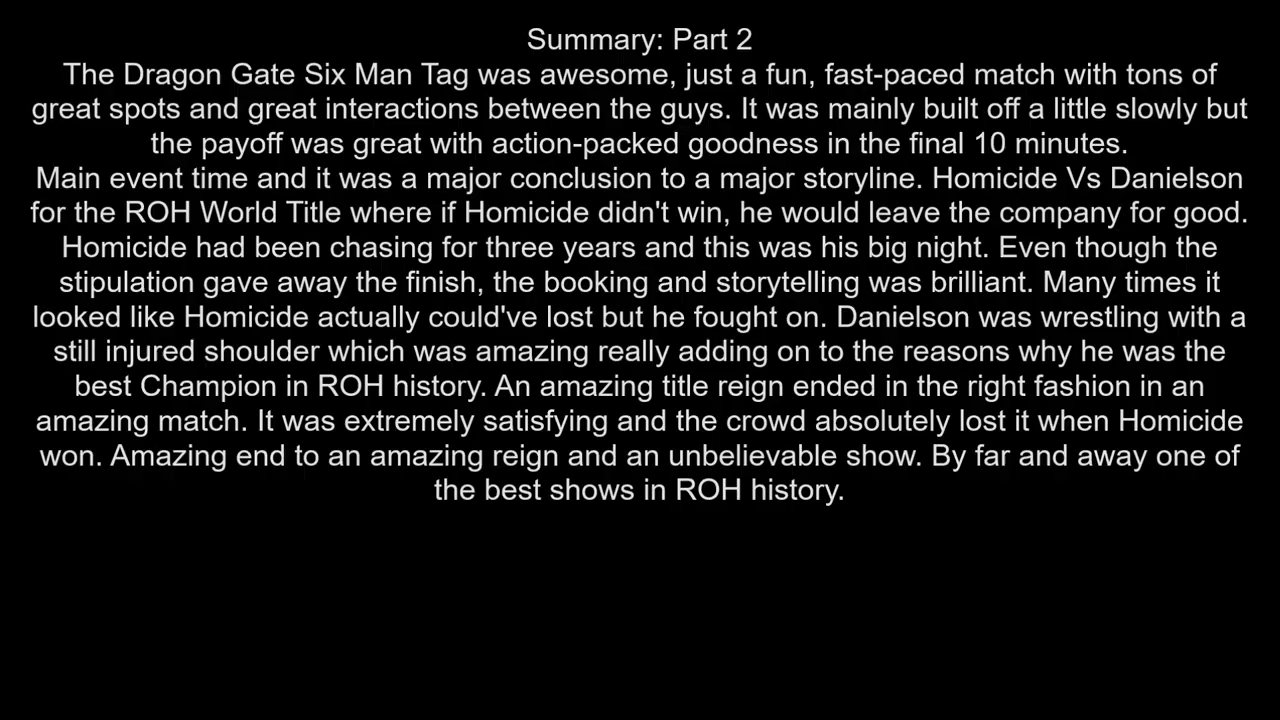 Summary: Part 2
The Dragon Gate Six Man Tag was awesome, just a fun, fast-paced match with tons of
great spots and great interactions between the guys. It was mainly built off a little slowly but
the payoff was great with action-packed goodness in the final 10 minutes.
Main event time and it was a major conclusion to a major storyline. Homicide Vs Danielson
for the ROH World Title where if Homicide didn't win, he would leave the company for good.
Homicide had been chasing for three years and this was his big night. Even though the
stipulation gave away the finish, the booking and storytelling was brilliant. Many times it
looked like Homicide actually could've lost but he fought on. Danielson was wrestling with a
still injured shoulder which was amazing really adding on to the reasons why he was the
best Champion in ROH history. An amazing title reign ended in the right fashion in an
amazing match. It was extremely satisfying and the crowd absolutely lost it when Homicide
won. Amazing end to an amazing reign and an unbelievable show. By far and away one of
the best shows in ROH history.